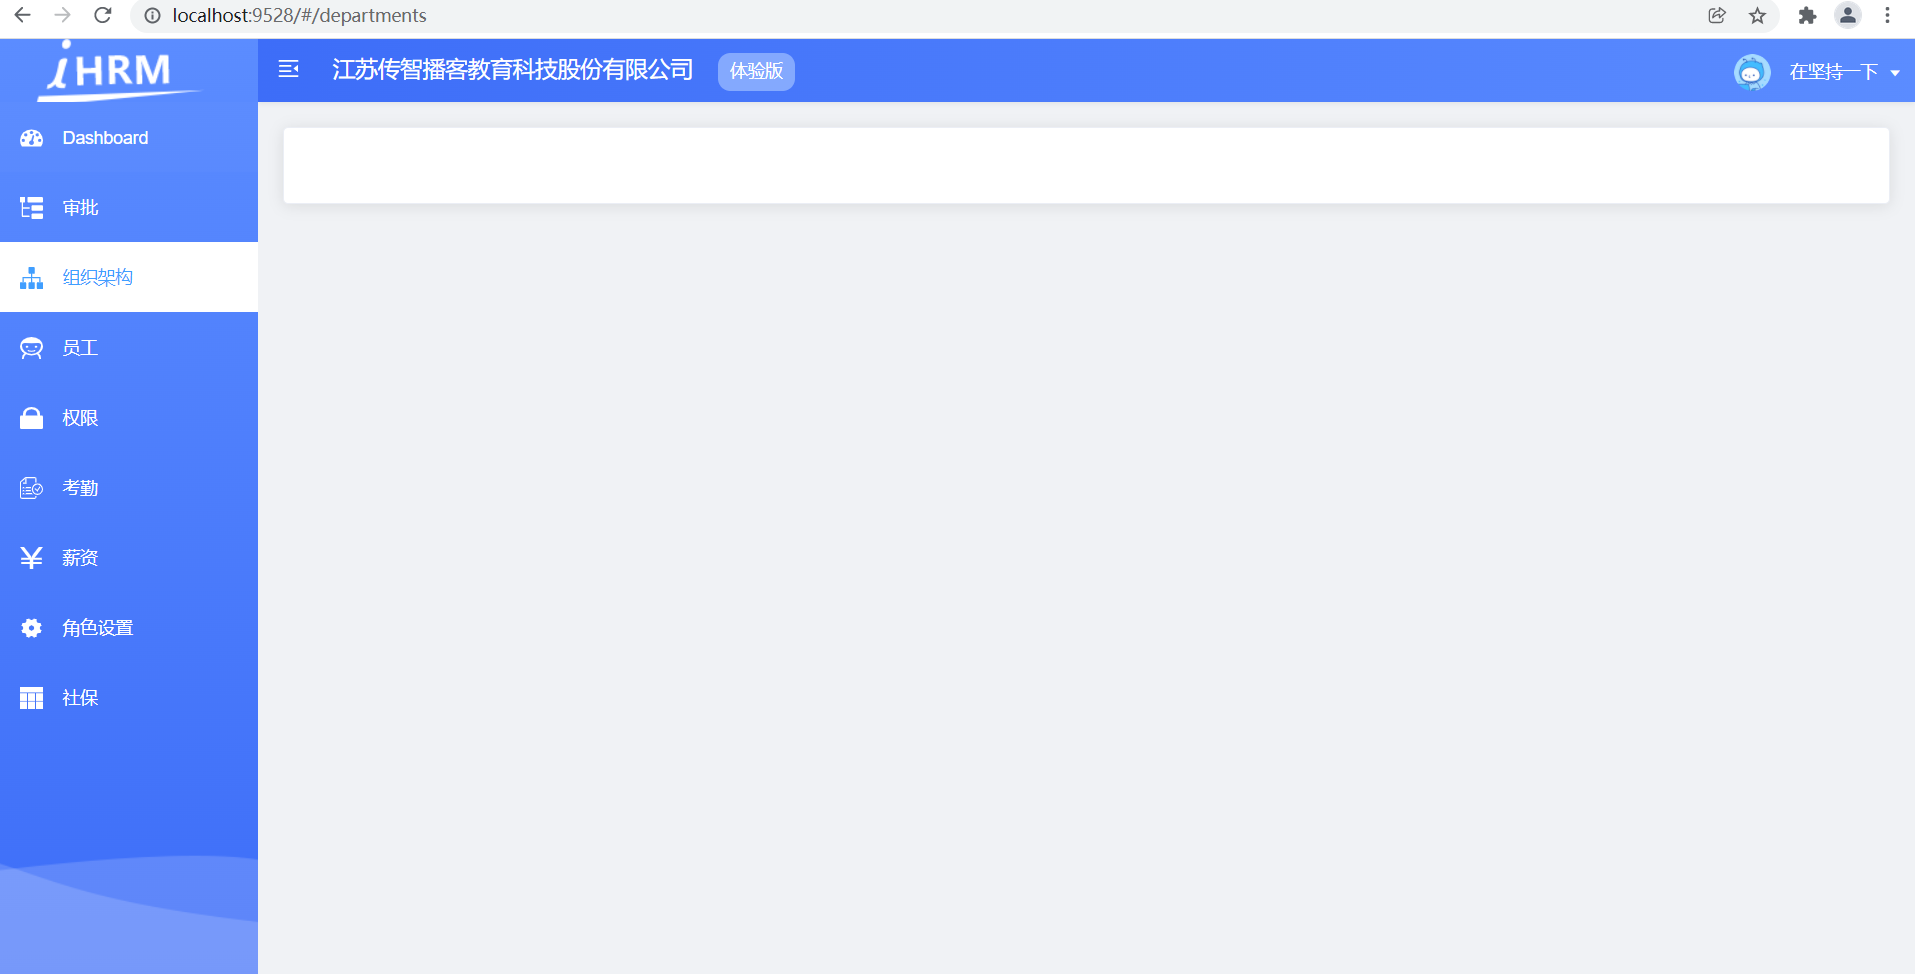 localhost:9528/#/departments
iHRM
江苏传智播客教育科技股份有限公司
体验版
在坚持一下
Dashboard
审批
组织架构
员工
权限
考勤
薪资
角色设置
社保